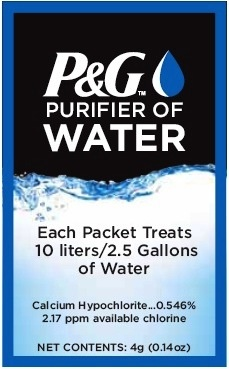 P&G™
PURIFIER OF
WATER
Each Packet Treats
10 liters/2.5 Gallons
of Water
Calcium Hypochlorite...0.546%
2.17 ppm available chlorine
NET CONTENTS: 4g (0.14oz)